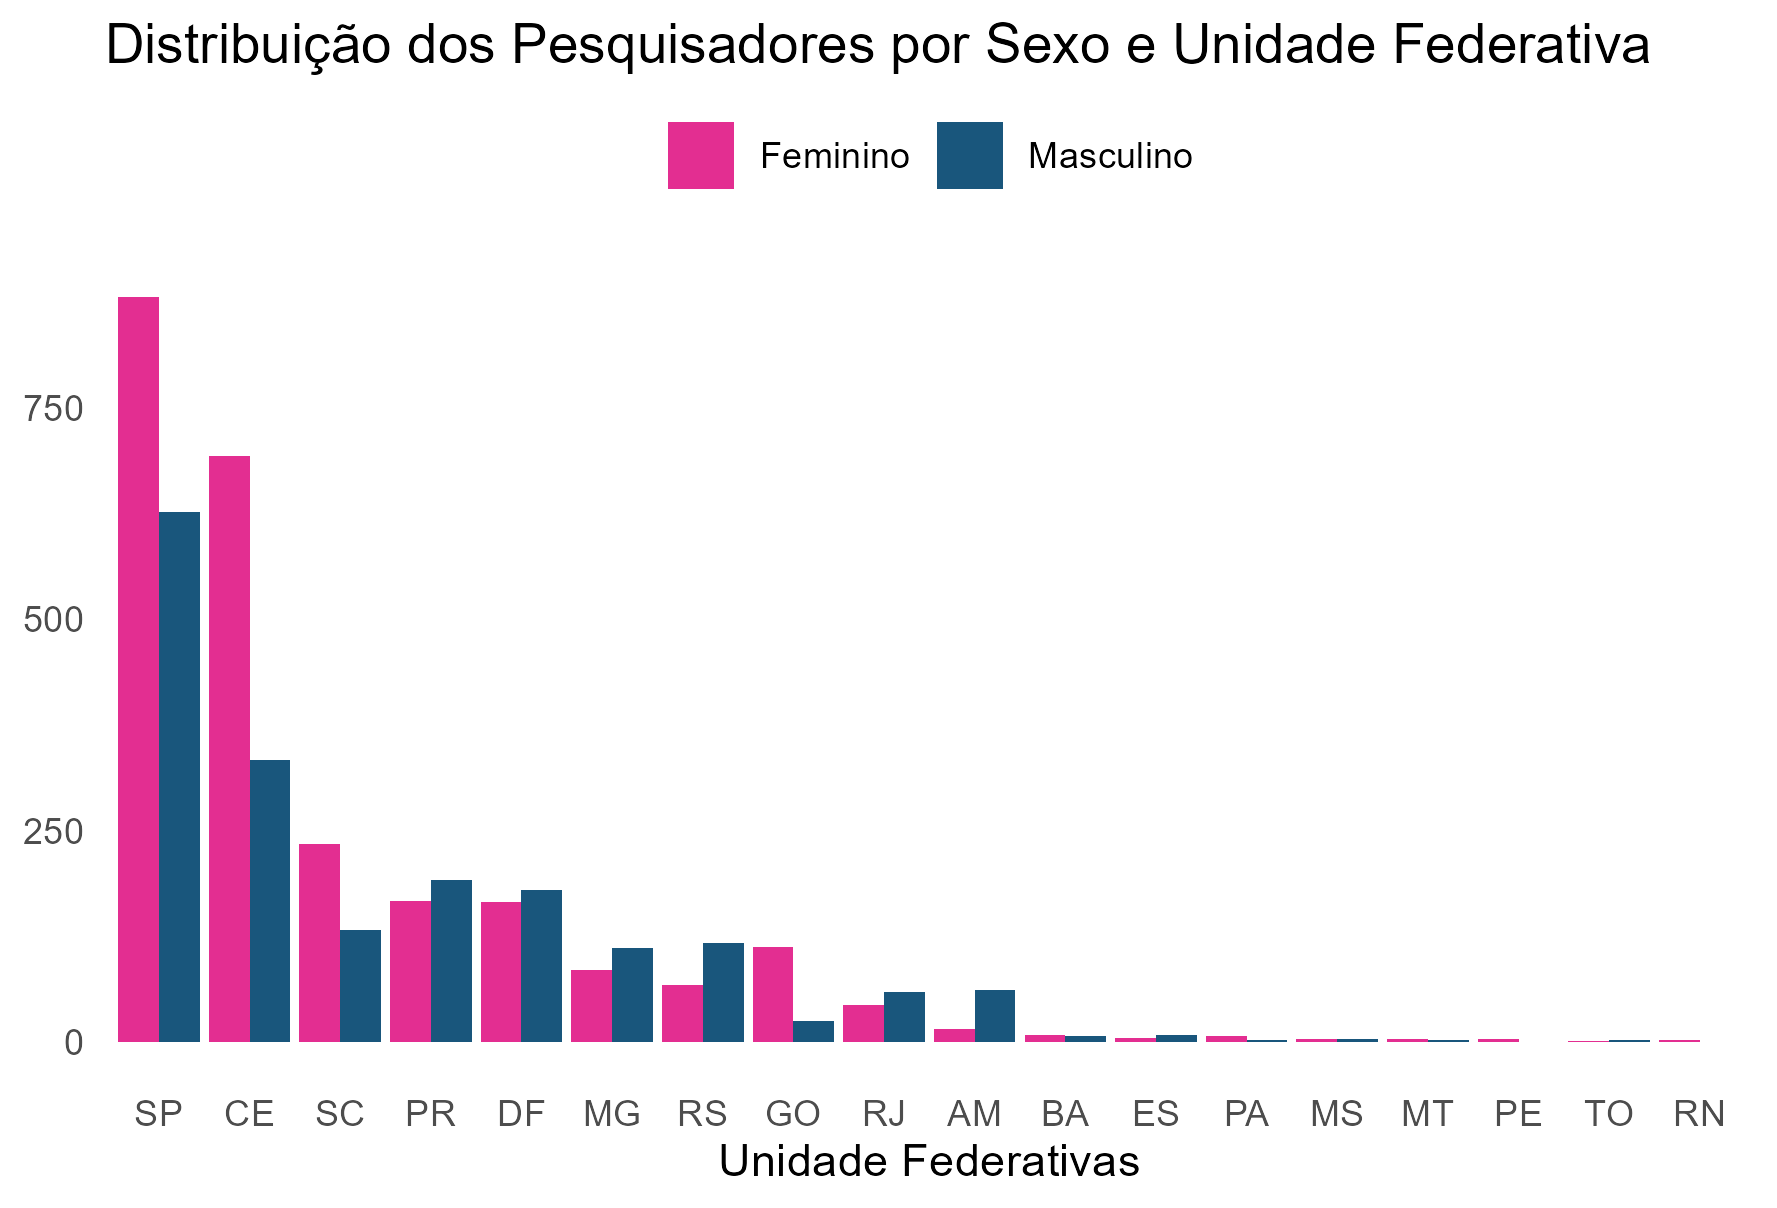 Distribuição dos Pesquisadores por Sexo e Unidade Federativa
Feminino Masculino
750
500
250
0
SP CE SC PR DF MG RS GO RJ AM BA ES PA MS MT PE TO RN
Unidade Federativas